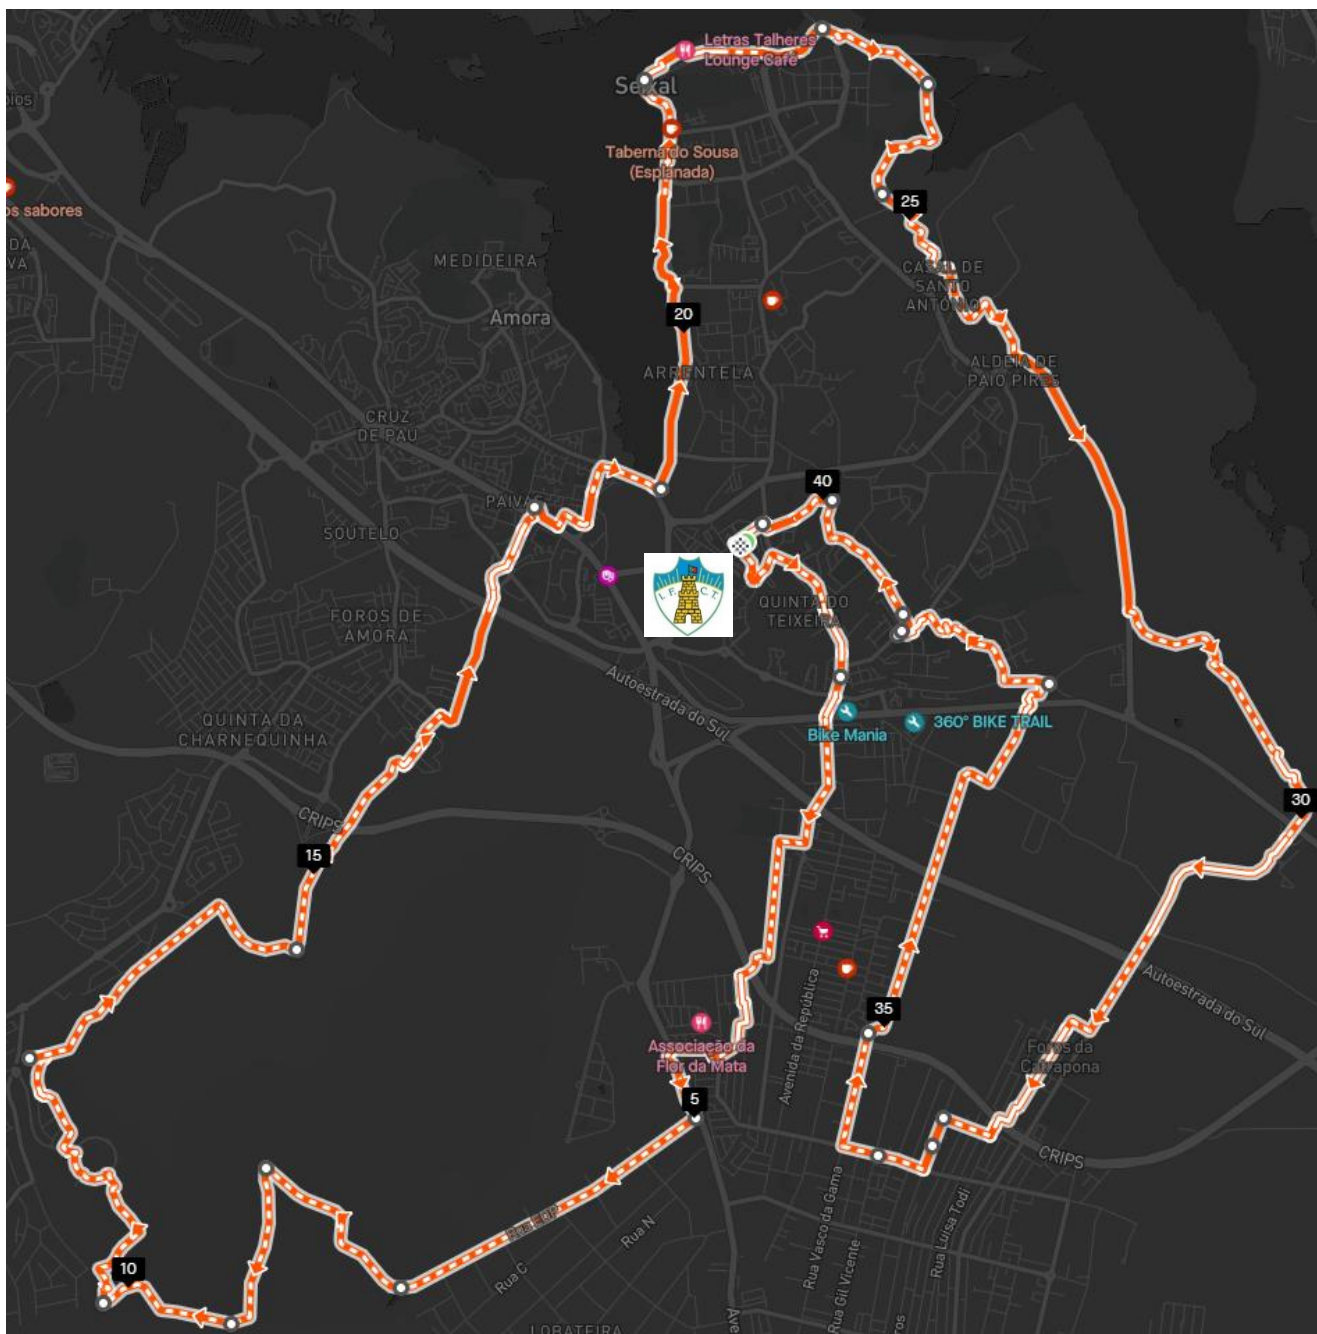 Letras Talheres
Lounge Café
Seixal
Taberna do Sousa
(Esplanada)
os sabores
25
MEDIDEIRA
CASAL DE
SANTO
ANTÓNIO
Amora
20
ARRENTELA
ALDEIA DE
PAIO PIRES
CRUZ
DE PAU
40
PAIVAS
SOUTELO
I. F. C. T.
QUINTA DO
TEIXEIRA
FOROS DE
AMORA
Autoestrada do Sul
QUINTA DA
CHARNEQUINHA
Bike Mania
360° BIKE TRAIL
30
CRIPS
15
CRIPS
Avenida da República
Autoestrada do Sul
35
Associação da
Flor da Mata
Foros da
Catrapona
5
CRIPS
Rua N
Rua C
Rua Vasco da Gama
Rua Gil Vicente
Rua Luisa Todi
10
LOBATEIRA
Ave